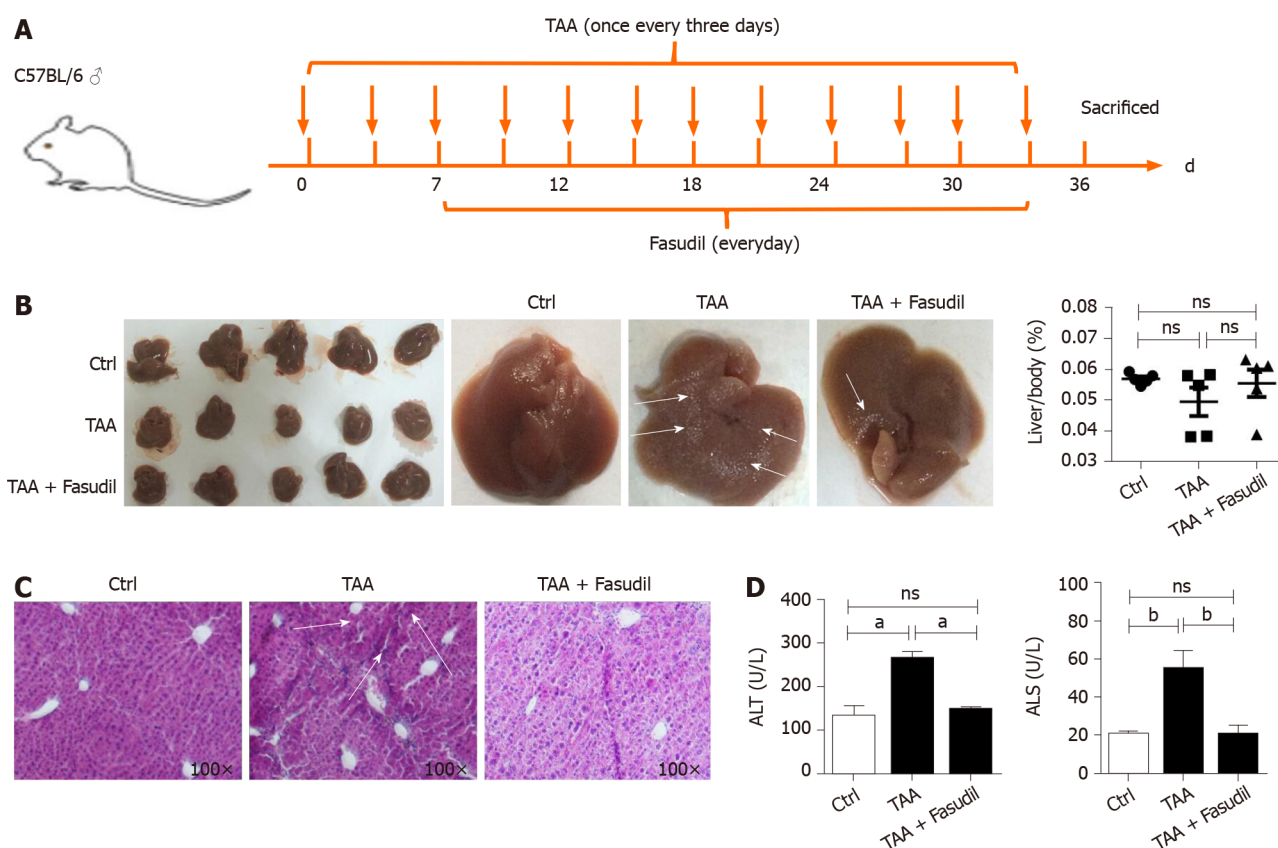 A
TAA (once every three days)
C57BL/6 ♂
Sacrificed
0 7 12 18 24 30 36 d
Fasudil (everyday)
B
Ctrl TAA TAA + Fasudil
Ctrl
TAA
TAA + Fasudil
Liver/body (%)
0.08
0.07
0.06
0.05
0.04
0.03
ns
ns ns
Ctrl TAA TAA + Fasudil
C
Ctrl TAA TAA + Fasudil
100× 100× 100×
D
ALT (U/L)
400
300
200
100
0
ns
a a
Ctrl TAA TAA + Fasudil
ALS (U/L)
100
80
60
40
20
0
ns
b b
Ctrl TAA TAA + Fasudil